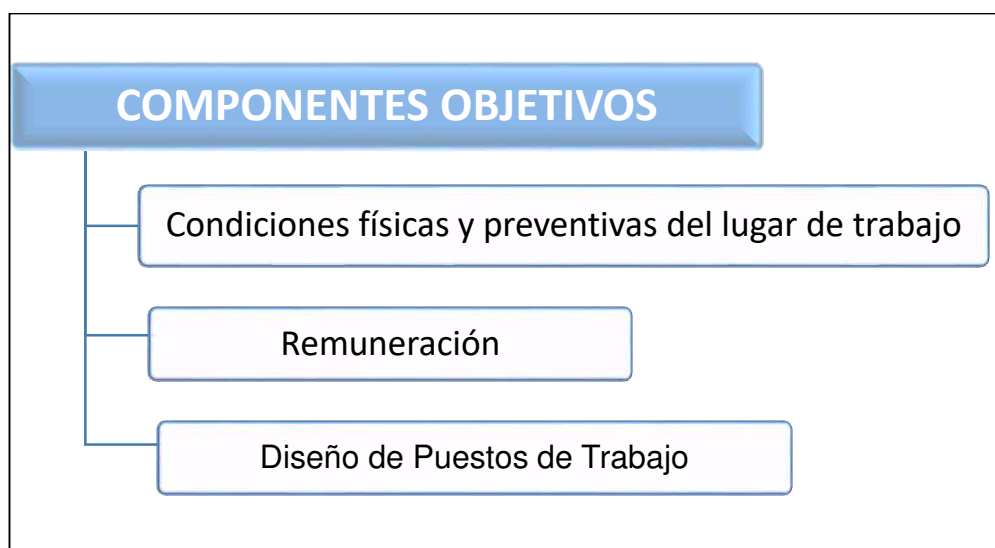 COMPONENTES OBJETIVOS
Condiciones físicas y preventivas del lugar de trabajo
Remuneración
Diseño de Puestos de Trabajo